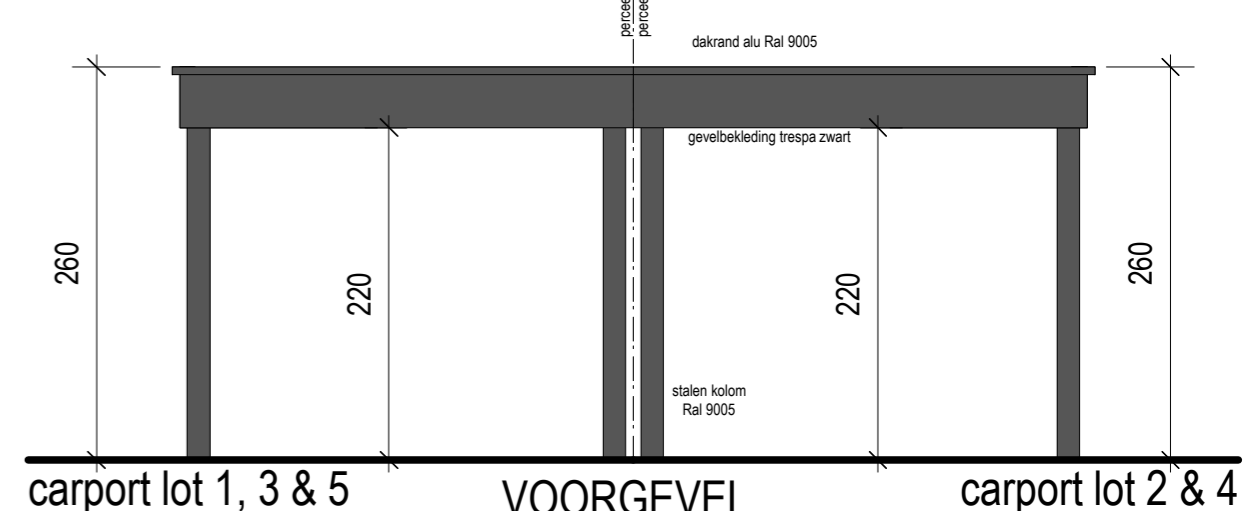 dakrand alu Ral 9005
gevelbekleding trespa zwart
260
220
220
260
stalen kolom
Ral 9005
carport lot 1, 3 & 5
VOORGEVEL
carport lot 2 & 4